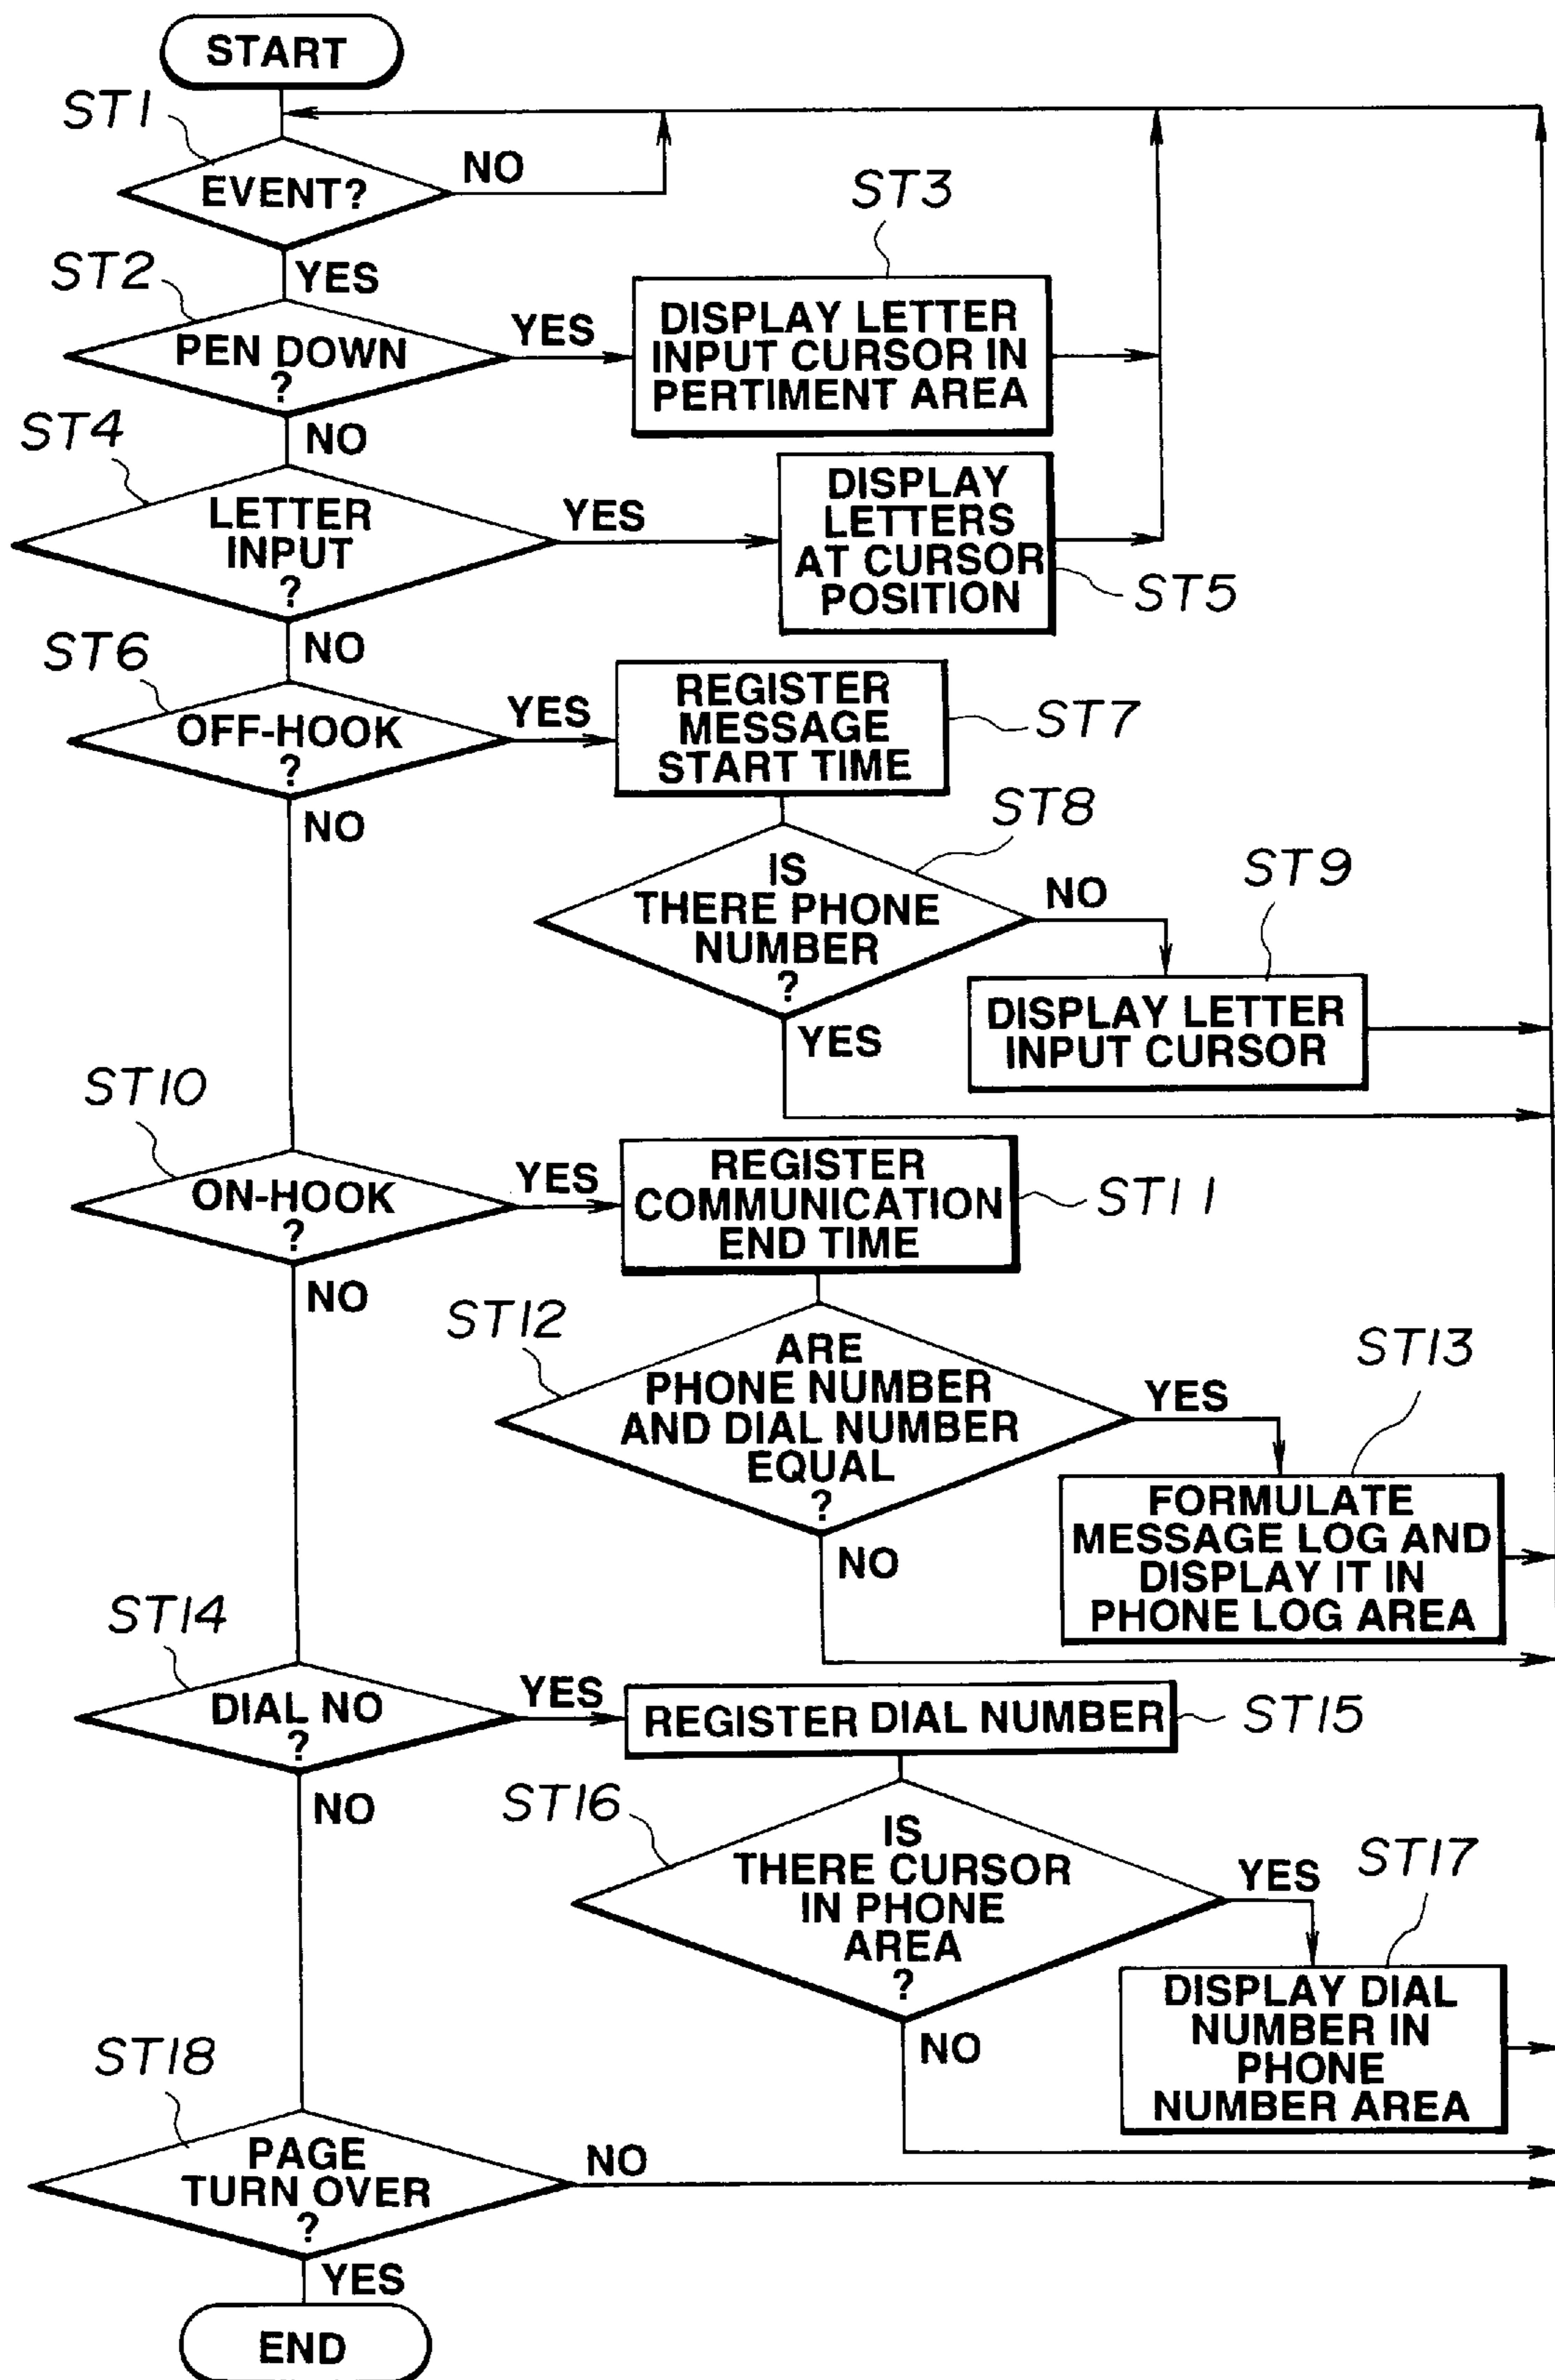 START
ST1
EVENT?
NO
YES
ST2
PEN DOWN
?
YES
ST3
DISPLAY LETTER
INPUT CURSOR IN
PERTIMENT AREA
NO
ST4
LETTER
INPUT
?
YES
DISPLAY
LETTERS
AT CURSOR
POSITION
ST5
NO
ST6
OFF-HOOK
?
YES
REGISTER
MESSAGE
START TIME
ST7
NO
ST8
IS
THERE PHONE
NUMBER
?
NO
ST9
DISPLAY LETTER
INPUT CURSOR
YES
ST10
ON-HOOK
?
YES
REGISTER
COMMUNICATION
END TIME
ST11
NO
ST12
ARE
PHONE NUMBER
AND DIAL NUMBER
EQUAL
?
YES
ST13
FORMULATE
MESSAGE LOG AND
DISPLAY IT IN
PHONE LOG AREA
NO
ST14
DIAL NO
?
YES
REGISTER DIAL NUMBER
ST15
NO
ST16
IS
THERE CURSOR
IN PHONE
AREA
?
YES
ST17
DISPLAY DIAL
NUMBER IN
PHONE
NUMBER AREA
NO
ST18
PAGE
TURN OVER
?
NO
YES
END